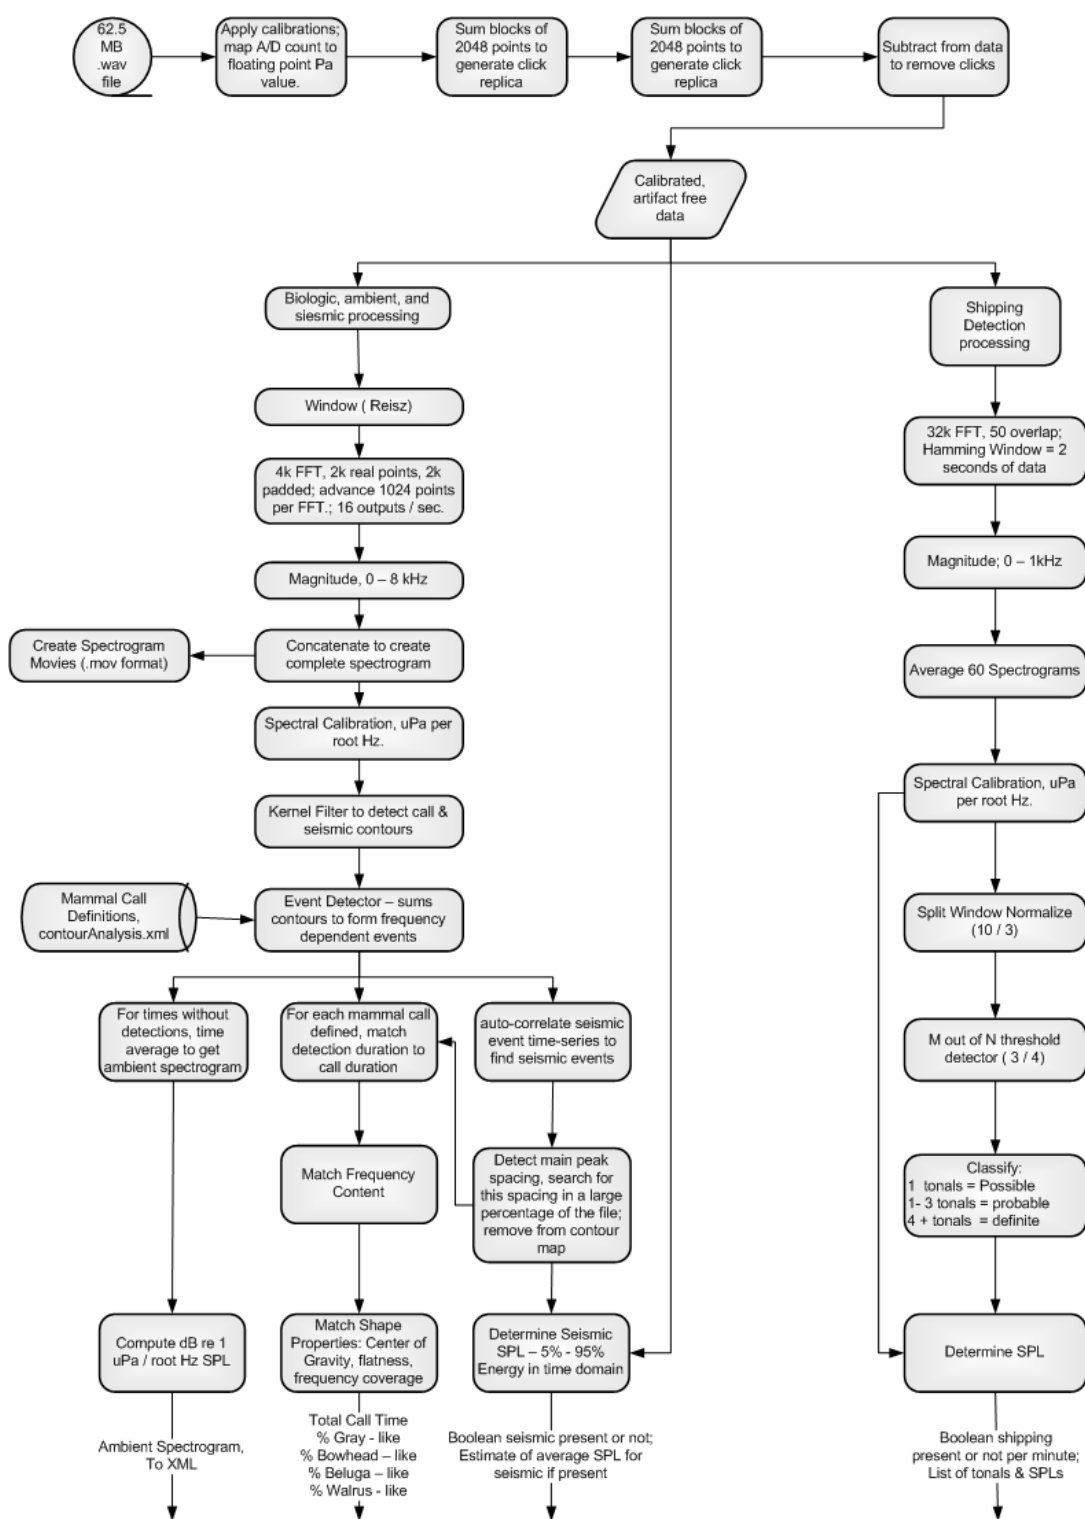 62.5
MB
.wav
file
Apply calibrations;
map A/D count to
floating point Pa
value.
Sum blocks of
2048 points to
generate click
replica
Sum blocks of
2048 points to
generate click
replica
Subtract from data
to remove clicks
Calibrated,
artifact free
data
Biologic, ambient, and
siesmic processing
Shipping
Detection
processing
Window ( Reisz)
32k FFT, 50 overlap;
Hamming Window = 2
seconds of data
4k FFT, 2k real points, 2k
padded; advance 1024 points
per FFT.; 16 outputs / sec.
Magnitude; 0 – 1kHz
Magnitude, 0 – 8 kHz
Create Spectrogram
Movies (.mov format)
Concatenate to create
complete spectrogram
Average 60 Spectrograms
Spectral Calibration, uPa per
root Hz.
Spectral Calibration, uPa
per root Hz.
Kernel Filter to detect call &
seismic contours
Mammal Call
Definitions,
contourAnalysis.xml
Event Detector – sums
contours to form frequency
dependent events
Split Window Normalize
(10 / 3)
For times without
detections, time
average to get
ambient spectrogram
For each mammal call
defined, match
detection duration to
call duration
auto-correlate seismic
event time-series to
find seismic events
M out of N threshold
detector ( 3 / 4)
Match Frequency
Content
Detect main peak
spacing, search for
this spacing in a large
percentage of the file;
remove from contour
map
Classify:
1 tonals = Possible
1- 3 tonals = probable
4 + tonals = definite
Compute dB re 1
uPa / root Hz SPL
Match Shape
Properties: Center of
Gravity, flatness,
frequency coverage
Determine Seismic
SPL – 5% - 95%
Energy in time domain
Determine SPL
Ambient Spectrogram,
To XML
Total Call Time
% Gray - like
% Bowhead – like
% Beluga – like
% Walrus - like
Boolean seismic present or not;
Estimate of average SPL for
seismic if present
Boolean shipping
present or not per minute;
List of tonals & SPLs